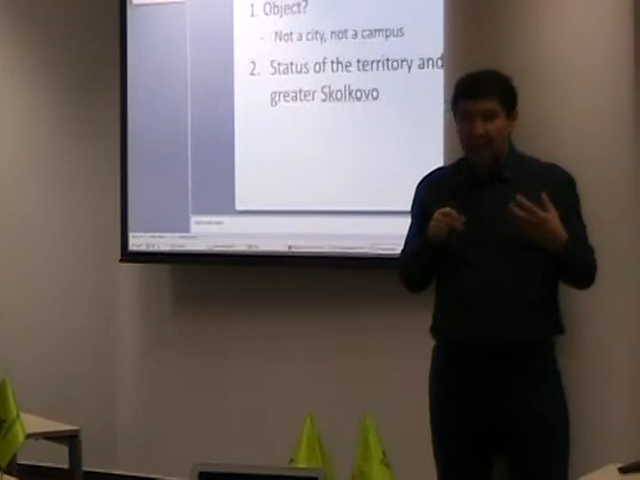 1. Object?
- Not a city, not a campus
2. Status of the territory and
greater Skolkovo